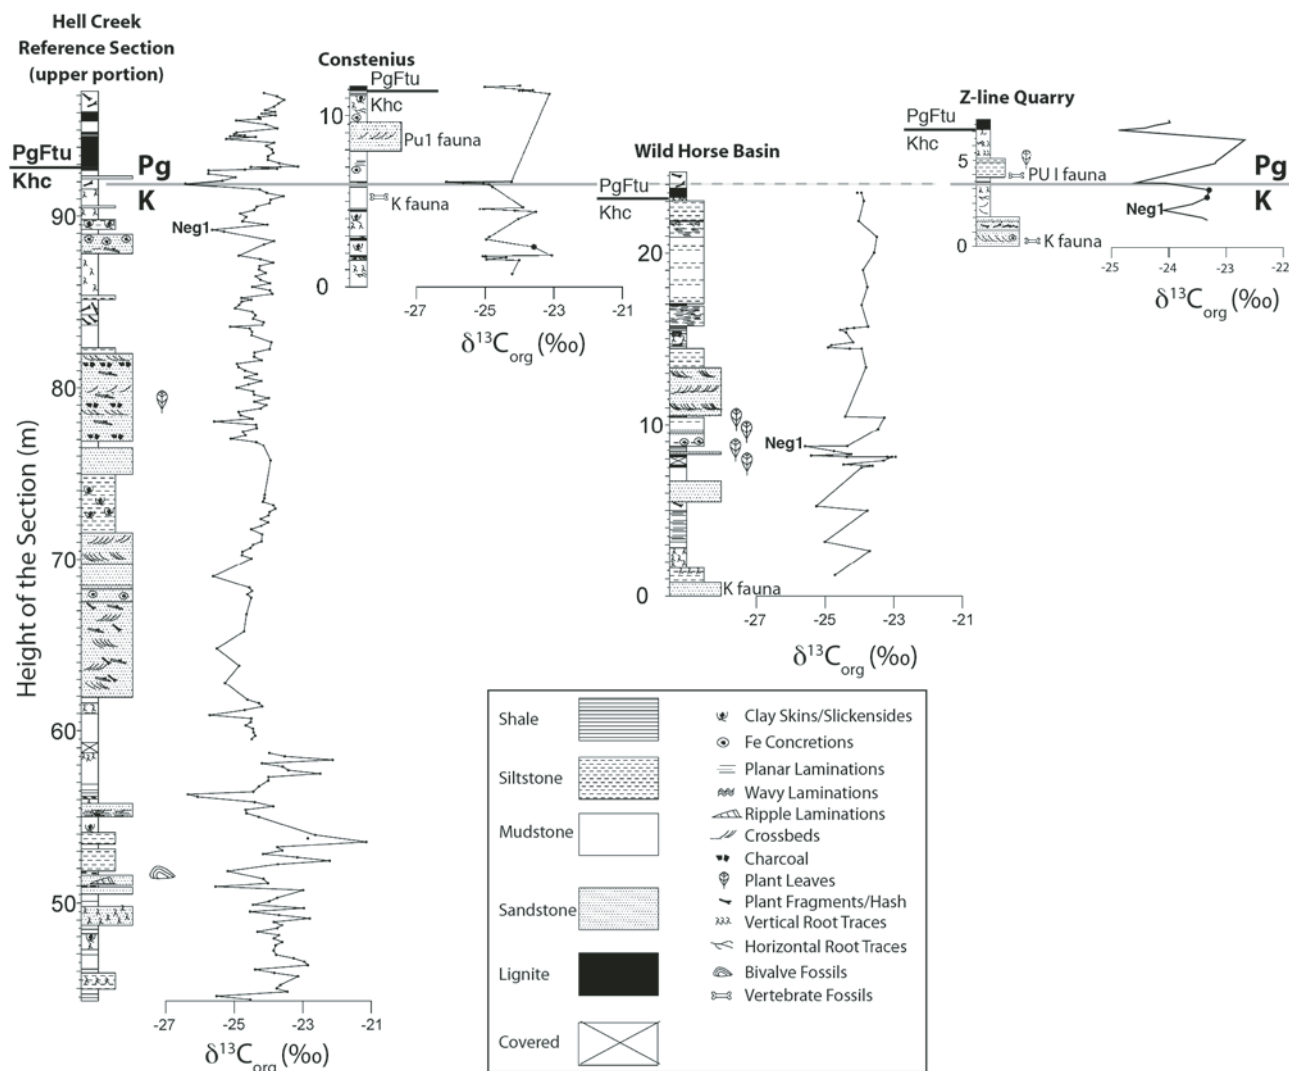 Hell Creek
Reference Section
(upper portion)
PgFtu
Khc
Pg
K
Neg1
90
80
70
60
50
Height of the Section (m)
-27 -25 -23 -21
δ13Corg (‰)
Constenius
PgFtu
Khc
10
0
Pu1 fauna
K fauna
-27 -25 -23 -21
δ13Corg (‰)
Wild Horse Basin
PgFtu
Khc
20
10
0
Neg1
K fauna
-27 -25 -23 -21
δ13Corg (‰)
Z-line Quarry
PgFtu
Khc
5
0
PU I fauna
K fauna
Neg1
Pg
K
-25 -24 -23 -22
δ13Corg (‰)
Shale
Siltstone
Mudstone
Sandstone
Lignite
Covered
Clay Skins/Slickensides
Fe Concretions
Planar Laminations
Wavy Laminations
Ripple Laminations
Crossbeds
Charcoal
Plant Leaves
Plant Fragments/Hash
Vertical Root Traces
Horizontal Root Traces
Bivalve Fossils
Vertebrate Fossils